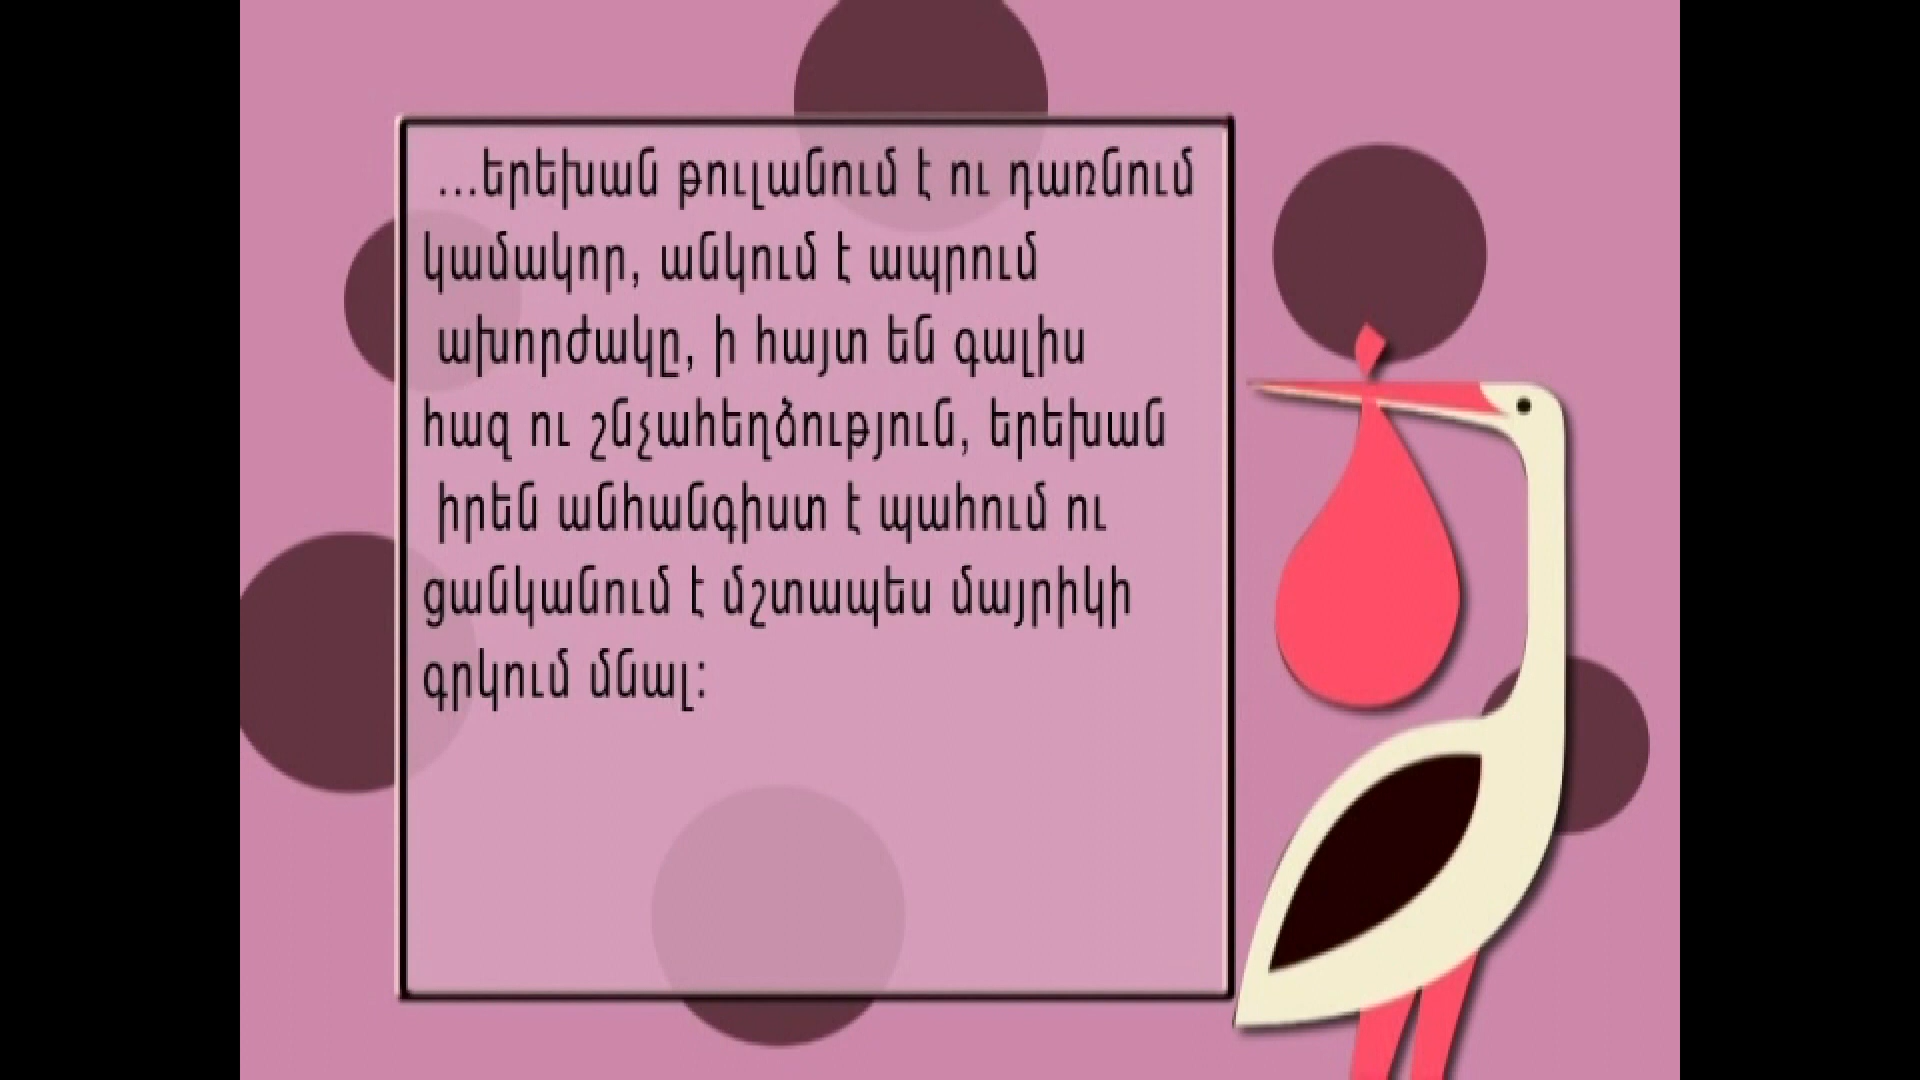 ...երեխան թուլանում է ու դառնում
կամակոր, անկում է ապրում
ախորժակը, ի հայտ են գալիս
հազ ու շնչահեղձություն, երեխան
իրեն անհանգիստ է պահում ու
ցանկանում է մշտապես մայրիկի
գրկում մնալ: